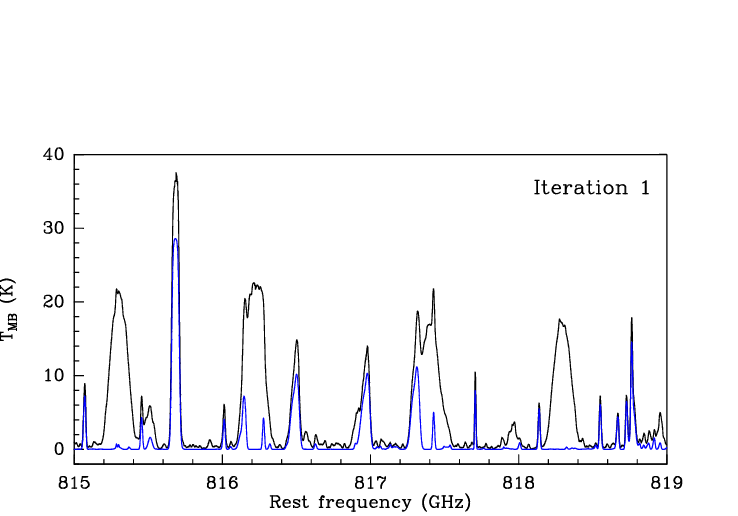 40
Iteration 1
30
20
T_MB (K)
10
0
815 816 817 818 819
Rest frequency (GHz)